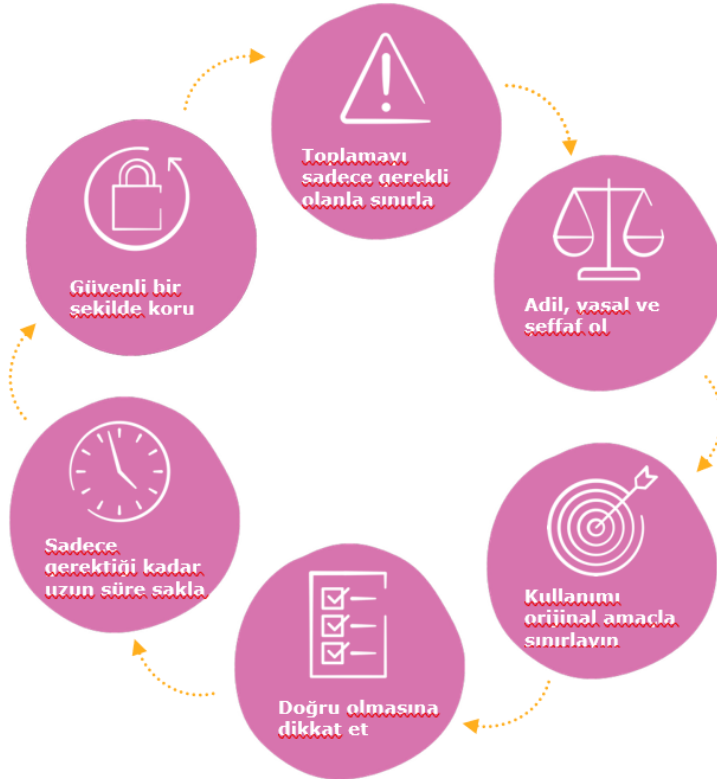 Toplamayı
sadece gerekli
olanla sınırla
Adil, yasal ve
şeffaf ol
Kullanımı
orijinal amaçla
sınırlayın
Doğru olmasına
dikkat et
Sadece
gerektiği kadar
uzun süre sakla
Güvenli bir
şekilde koru